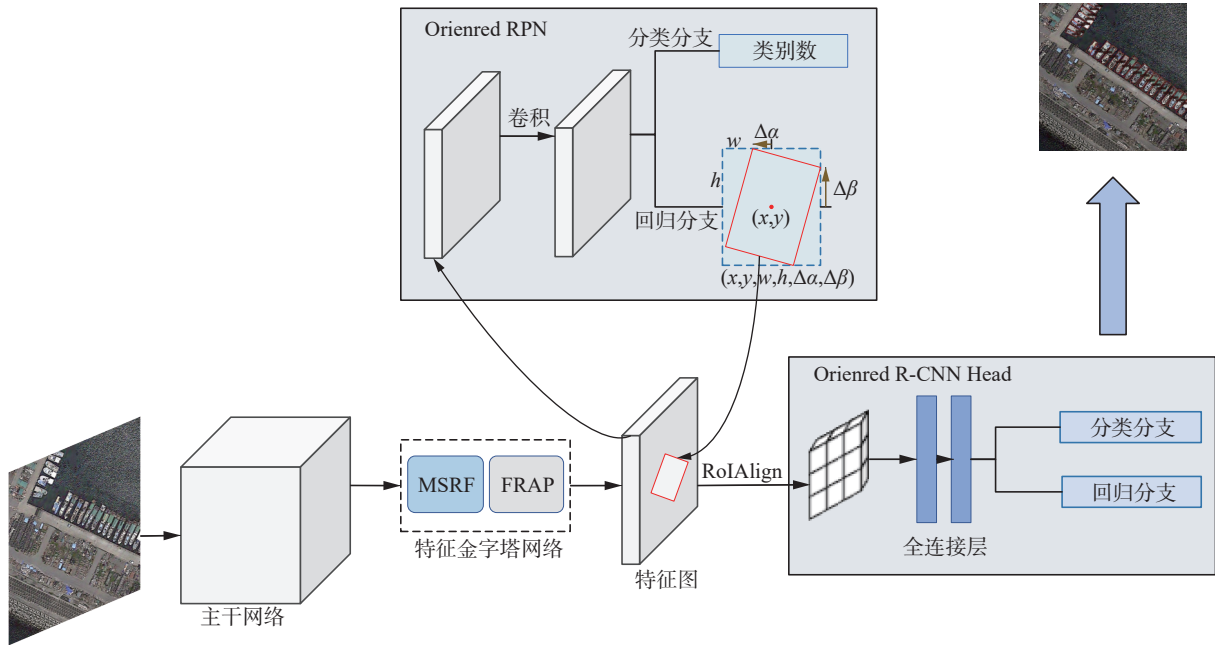 Orienred RPN
分类分支
类别数
卷积
w
Δα
h
Δβ
(x,y)
回归分支
(x,y,w,h,Δα,Δβ)
Orienred R-CNN Head
MSRF
FRAP
RoIAlign
分类分支
回归分支
特征金字塔网络
全连接层
特征图
主干网络